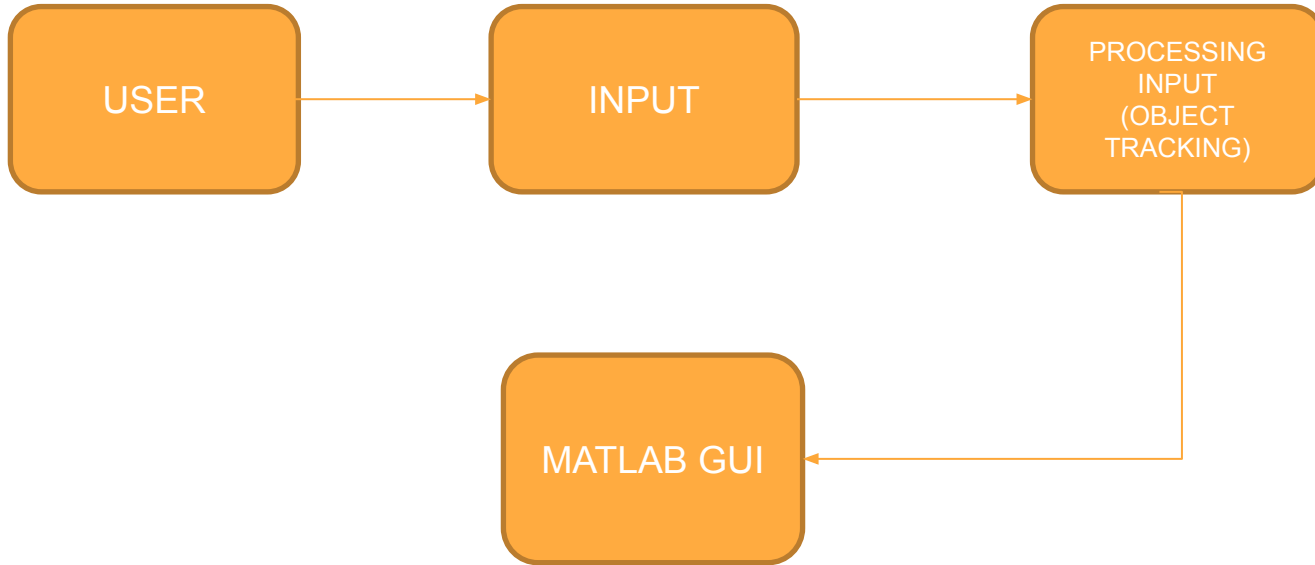 USER
INPUT
PROCESSING
INPUT
(OBJECT
TRACKING)
MATLAB GUI